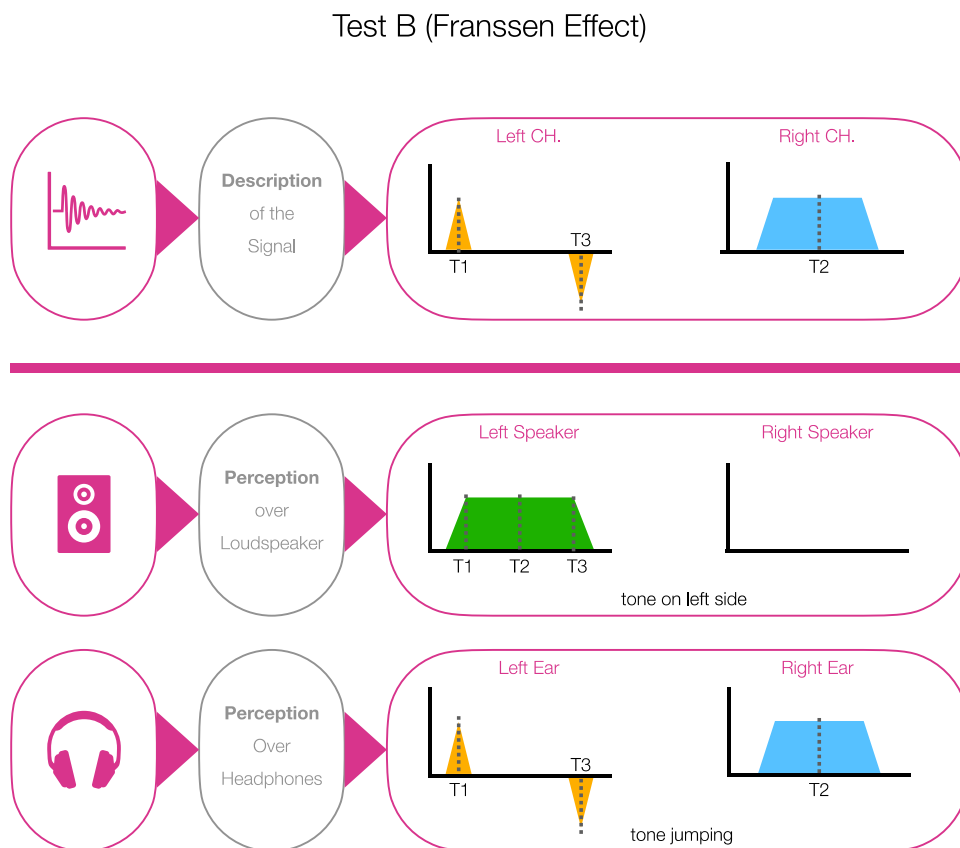 Test B (Franssen Effect)
Description
of the
Signal
Left CH.
Right CH.
T1
T3
T2
Perception
over
Loudspeaker
Left Speaker
Right Speaker
T1 T2 T3
tone on left side
Perception
Over
Headphones
Left Ear
Right Ear
T1
T3
T2
tone jumping